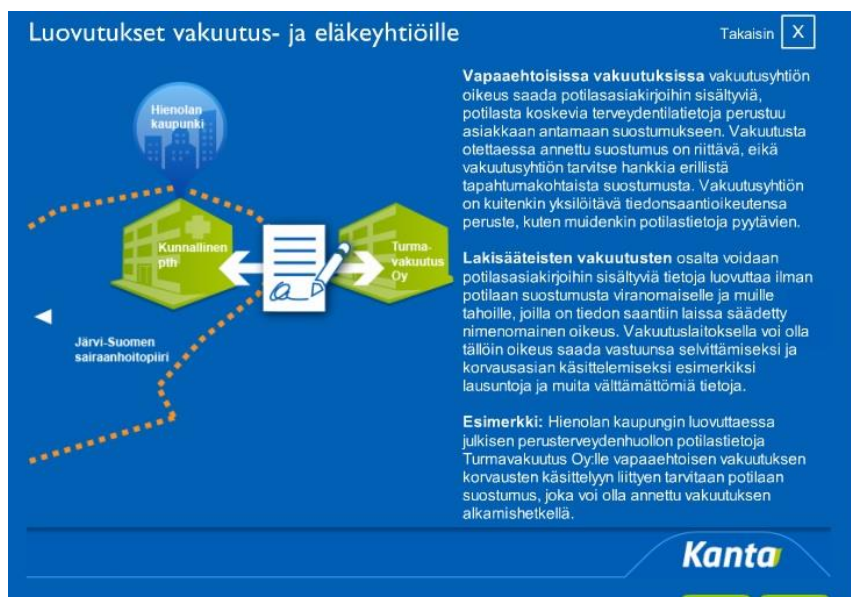 Luovutukset vakuutus- ja eläkeyhtiöille
Takaisin X
Hienolan
kaupunki
Kunnallinen
pth
Turma-
vakuutus
Oy
Järvi-Suomen
sairaanhoitopiiri
Vapaaehtoisissa vakuutuksissa vakuutusyhtiön
oikeus saada potilasasiakirjoihin sisältyviä,
potilasta koskevia terveydentilatietoja perustuu
asiakkaan antamaan suostumukseen. Vakuutusta
otettaessa annettu suostumus on riittävä, eikä
vakuutusyhtiön tarvitse hankkia erillistä
tapahtumakohtaista suostumusta. Vakuutusyhtiön
on kuitenkin yksilöitävä tiedonsaantioikeutensa
peruste, kuten muidenkin potilastietoja pyytävien.
Lakisääteisten vakuutusten osalta voidaan
potilasasiakirjoihin sisältyviä tietoja luovuttaa ilman
potilaan suostumusta viranomaiselle ja muille
tahoille, joilla on tiedon saantiin laissa säädetty
nimenomainen oikeus. Vakuutuslaitoksella voi olla
tällöin oikeus saada vastuunsa selvittämiseksi ja
korvausasian käsittelemiseksi esimerkiksi
lausuntoja ja muita välttämättömiä tietoja.
Esimerkki: Hienolan kaupungin luovuttaessa
julkisen perusterveydenhuollon potilastietoja
Turmavakuutus Oy:lle vapaaehtoisen vakuutuksen
korvausten käsittelyyn liittyen tarvitaan potilaan
suostumus, joka voi olla annettu vakuutuksen
alkamishetkellä.
Kanta